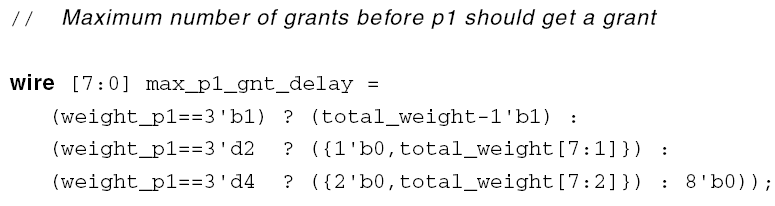 //   Maximum number of grants before p1 should get a grant
wire [7:0] max_p1_gnt_delay =
(weight_p1==3'b1) ? (total_weight-1'b1) :
(weight_p1==3'd2  ? ({1'b0,total_weight[7:1]}) :
(weight_p1==3'd4  ? ({2'b0,total_weight[7:2]}) : 8'b0));